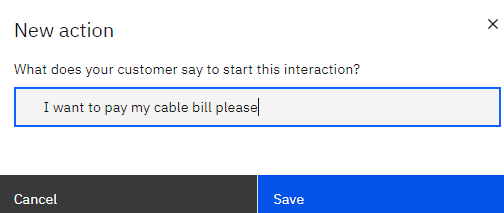 New action
What does your customer say to start this interaction?
I want to pay my cable bill please
Cancel
Save